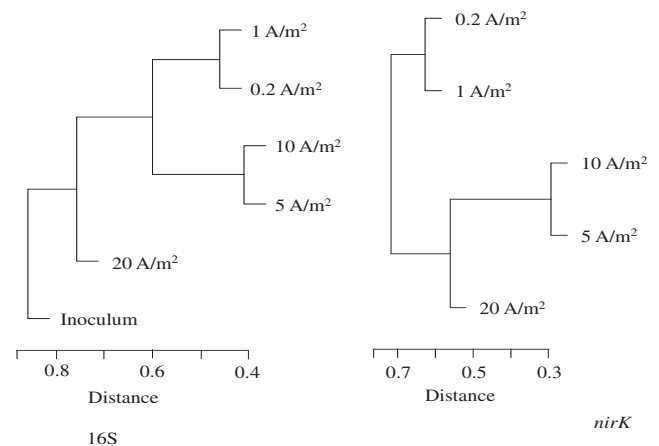 1 A/m²
0.2 A/m²
10 A/m²
5 A/m²
20 A/m²
Inoculum
0.8 0.6 0.4
Distance
16S
0.2 A/m²
1 A/m²
10 A/m²
5 A/m²
20 A/m²
0.7 0.5 0.3
Distance
nirK